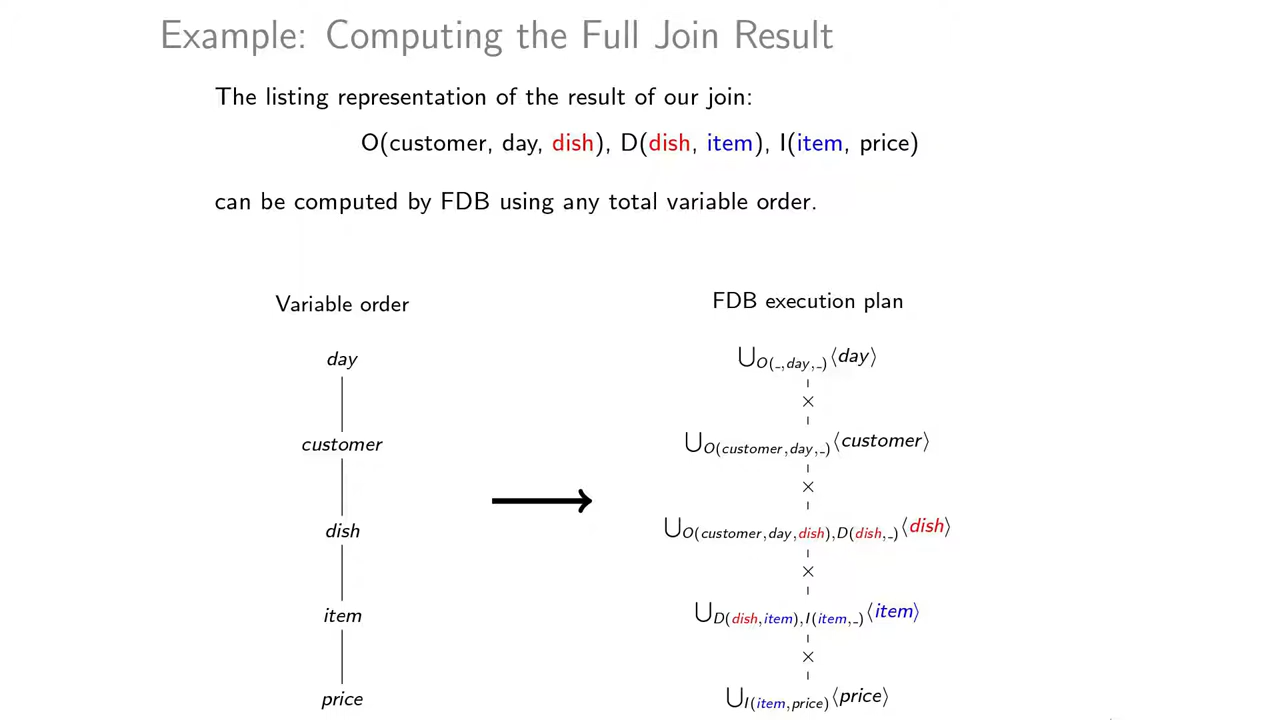 Example: Computing the Full Join Result
The listing representation of the result of our join:
O(customer, day, dish), D(dish, item), I(item, price)
can be computed by FDB using any total variable order.
Variable order
day
customer
dish
item
price
FDB execution plan
⋃O(_,day,_)⟨day⟩
×
⋃O(customer,day,_)⟨customer⟩
×
⋃O(customer,day,dish),D(dish,_)⟨dish⟩
×
⋃D(dish,item),I(item,_)⟨item⟩
×
⋃I(item,price)⟨price⟩